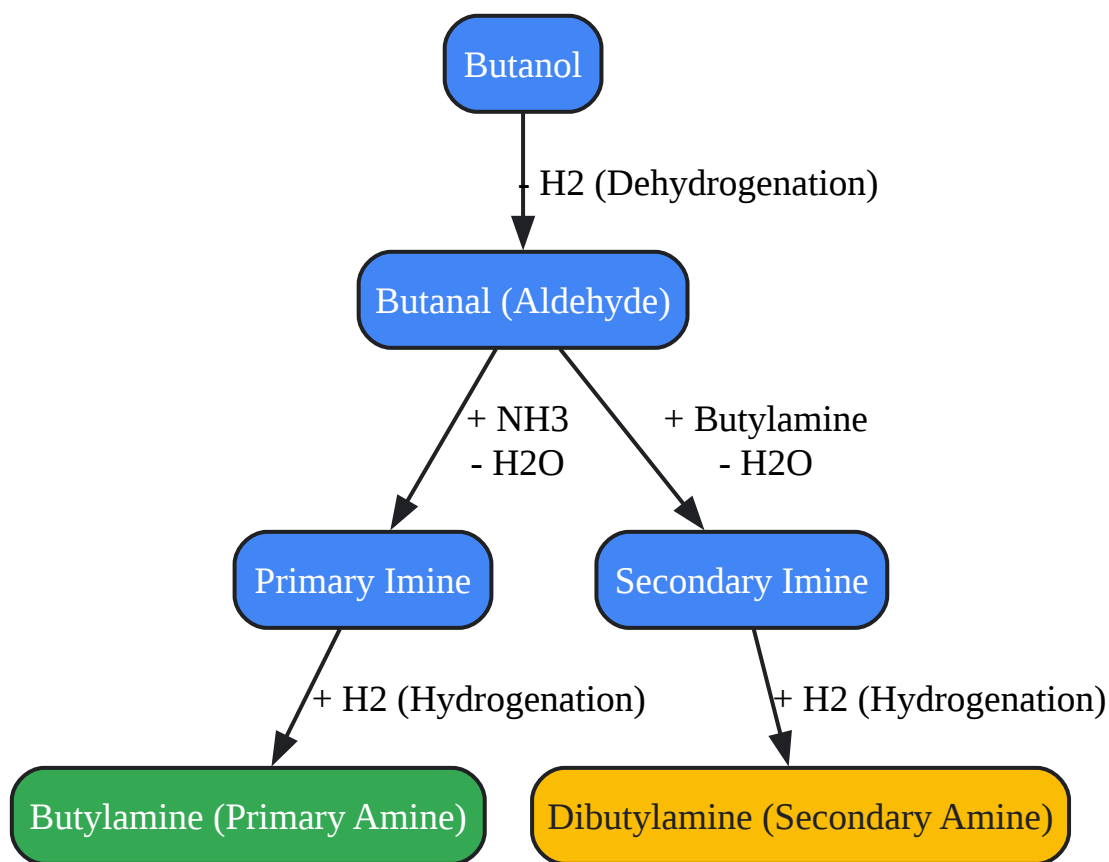 Butanol
- H2 (Dehydrogenation)
Butanal (Aldehyde)
+ NH3
- H2O
+ Butylamine
- H2O
Primary Imine
Secondary Imine
+ H2 (Hydrogenation)
+ H2 (Hydrogenation)
Butylamine (Primary Amine)
Dibutylamine (Secondary Amine)